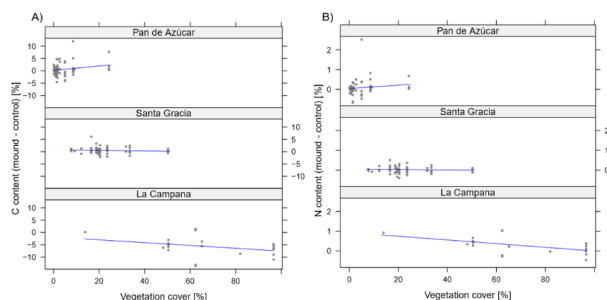 A)
Pan de Azúcar
10
5
0
−5
−10
Santa Gracia
10
5
0
−5
−10
La Campana
10
5
0
−5
−10
C content (mound - control) [%]
0 20 40 60 80
Vegetation cover [%]
B)
Pan de Azúcar
2
1
0
Santa Gracia
2
1
0
La Campana
2
1
0
N content (mound - control) [%]
0 20 40 60 80
Vegetation cover [%]